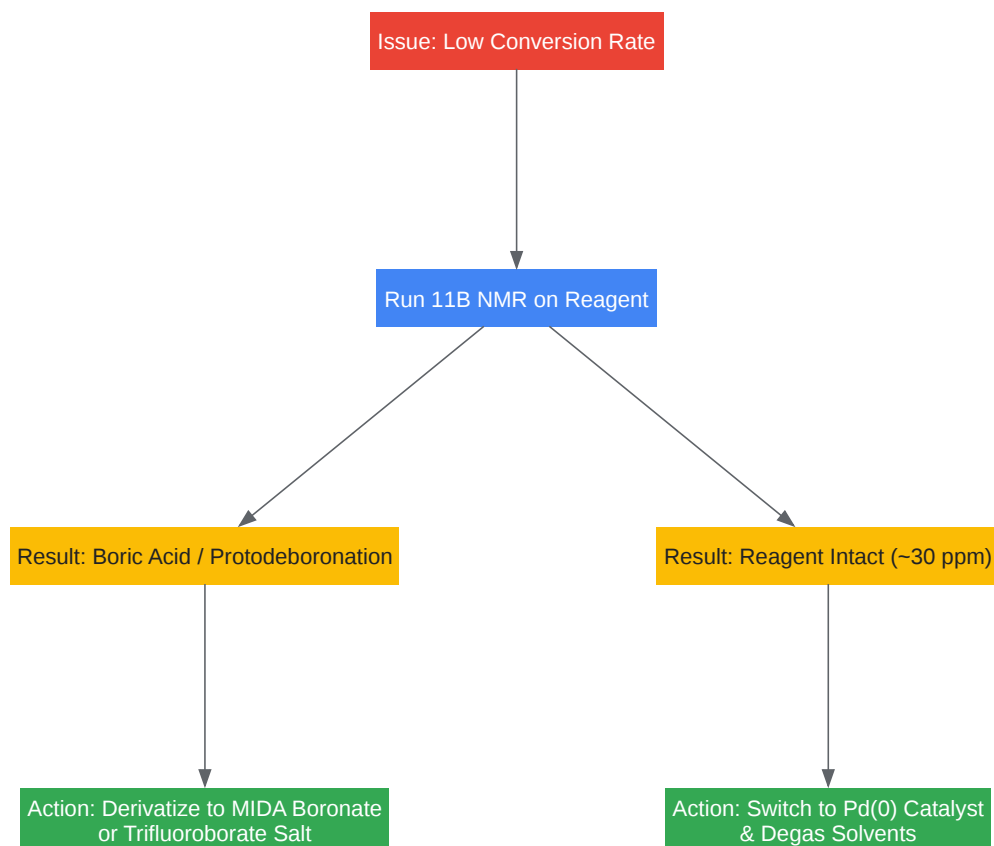 Issue: Low Conversion Rate
Run 11B NMR on Reagent
Result: Boric Acid / Protodeboronation
Result: Reagent Intact (~30 ppm)
Action: Derivatize to MIDA Boronate
or Trifluoroborate Salt
Action: Switch to Pd(0) Catalyst
& Degas Solvents